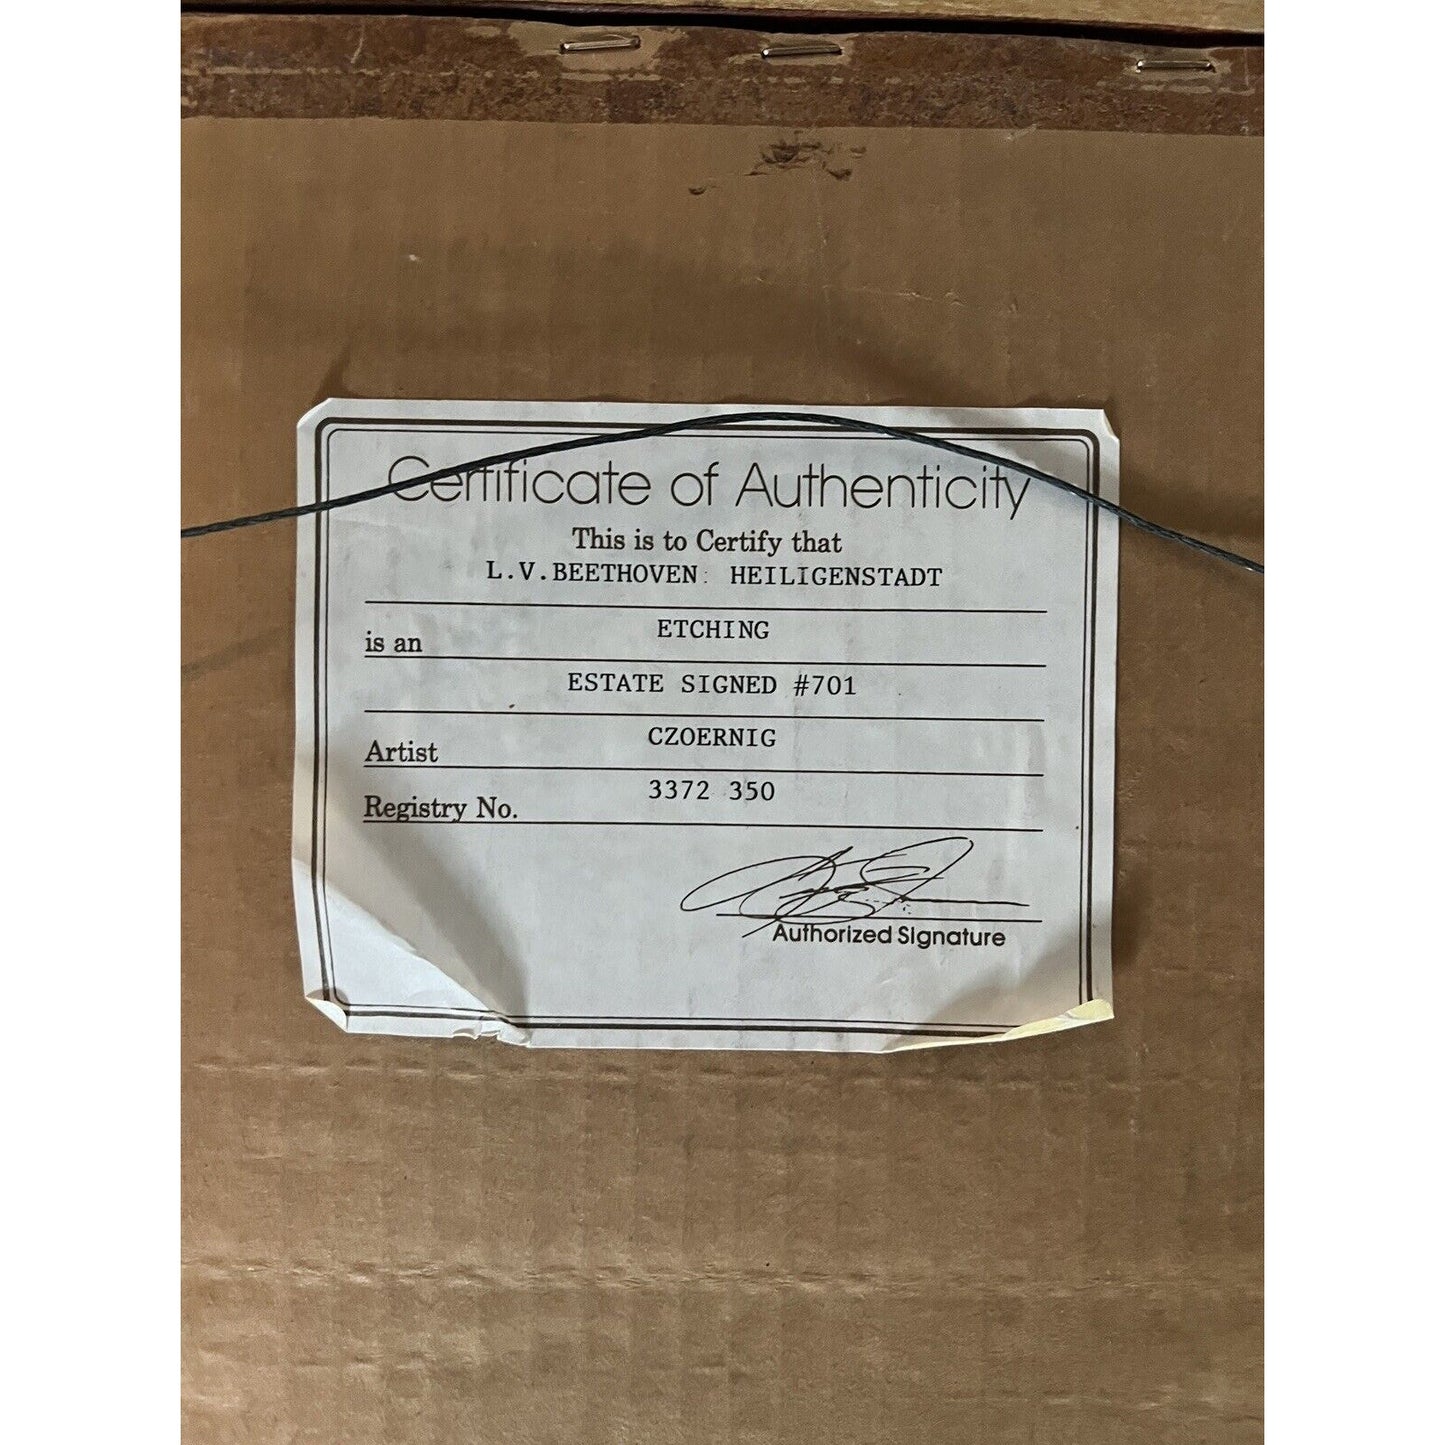 Certificate of Authenticity
This is to Certify that
L.V.BEETHOVEN: HEILIGENSTADT
is an ETCHING
ESTATE SIGNED #701
Artist CZOERNIG
Registry No. 3372 350
Authorized Signature